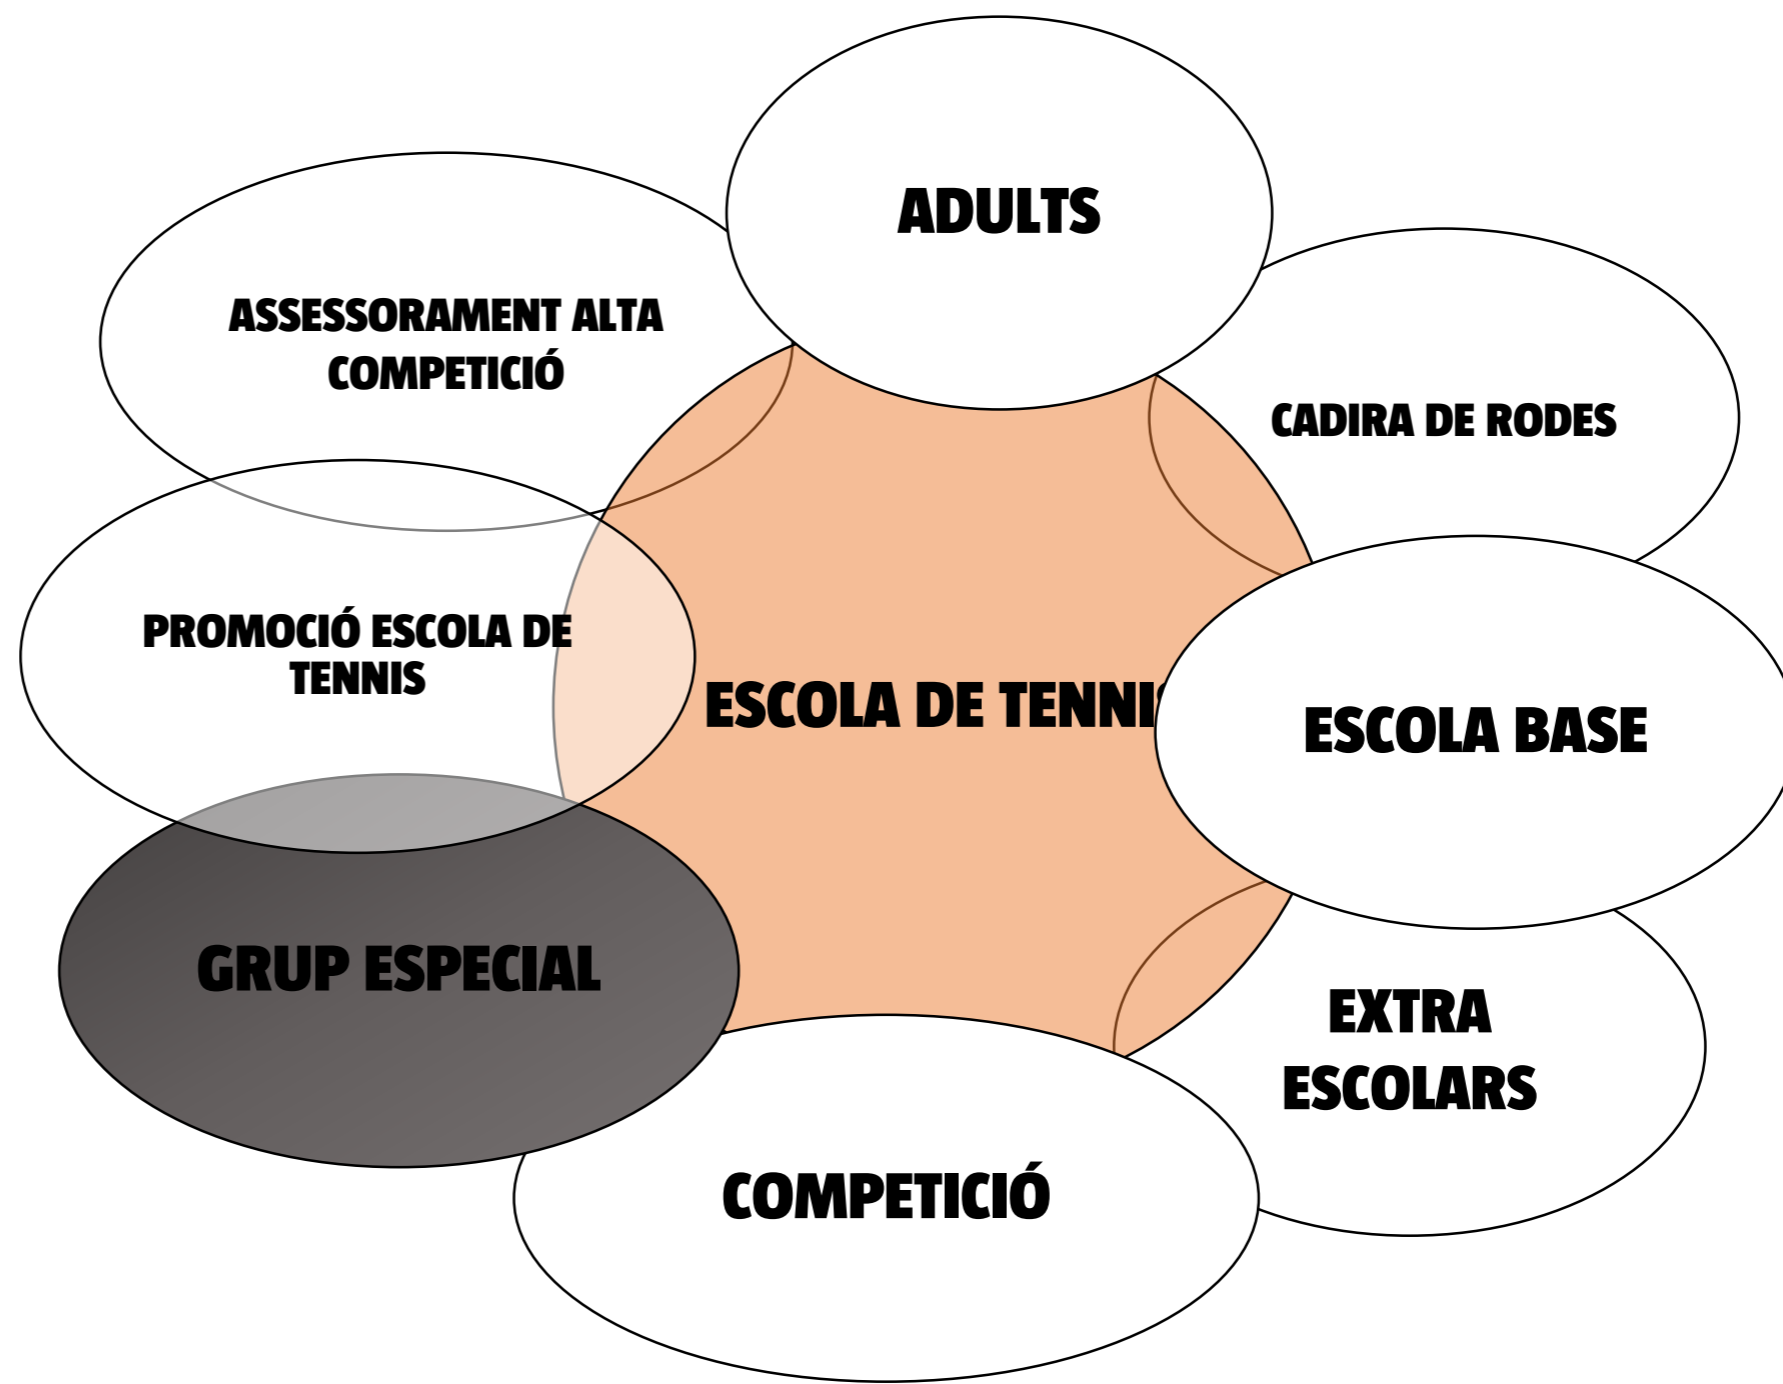 ADULTS
ASSESSORAMENT ALTA
COMPETICIÓ
CADIRA DE RODES
PROMOCIÓ ESCOLA DE
TENNIS
ESCOLA DE TENNIS
ESCOLA BASE
GRUP ESPECIAL
EXTRA
ESCOLARS
COMPETICIÓ